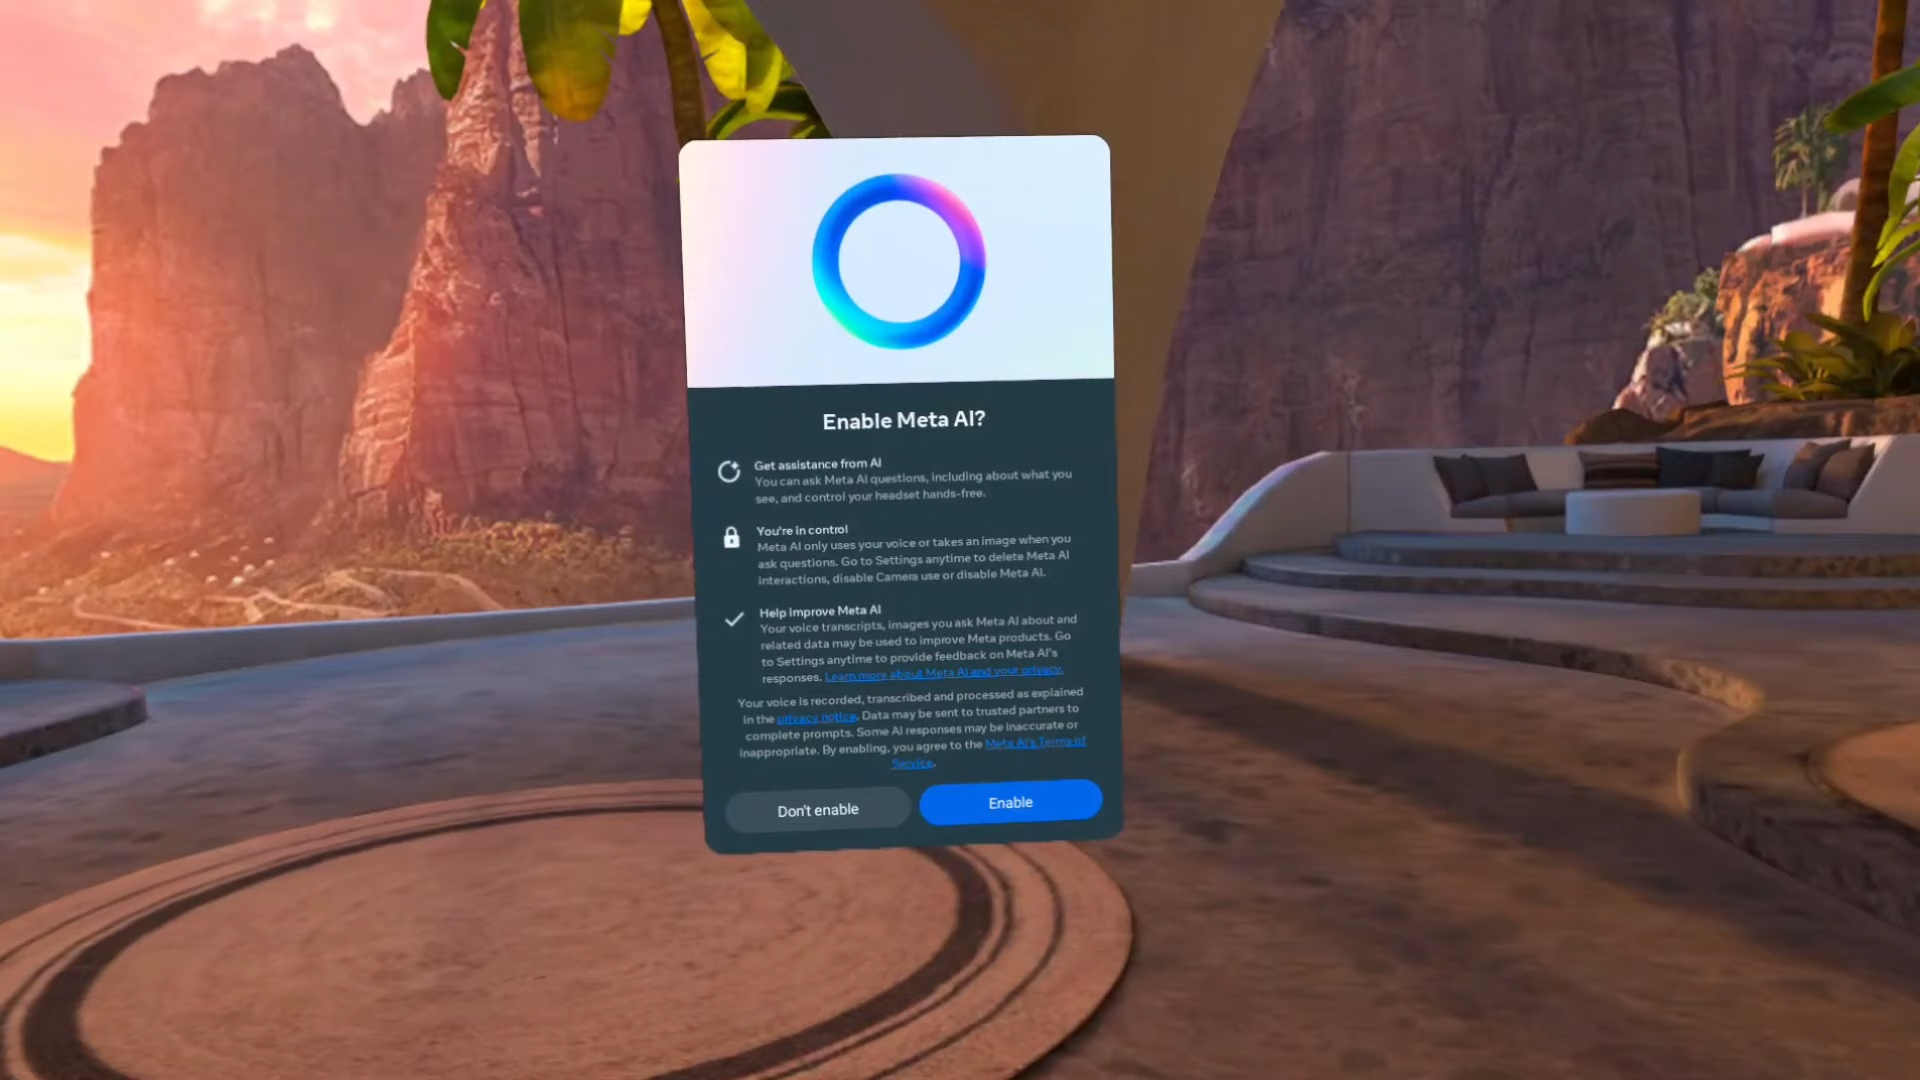 Enable Meta AI?
Get assistance from AI
You can ask Meta AI questions, including about what you
see, and control your headset hands-free.
You're in control
Meta AI only uses your voice or takes an image when you
ask questions. Go to Settings anytime to delete Meta AI
interactions, disable Camera use or disable Meta AI.
Help improve Meta AI
Your voice transcripts, images you ask Meta AI about and
related data may be used to improve Meta products. Go
to Settings anytime to provide feedback on Meta AI's
responses. Learn more about Meta AI and your privacy.
Your voice is recorded, transcribed and processed as explained
in the privacy notice. Data may be sent to trusted partners to
complete prompts. Some AI responses may be inaccurate or
inappropriate. By enabling, you agree to the Meta AI's Terms of
Service.
Don't enable
Enable